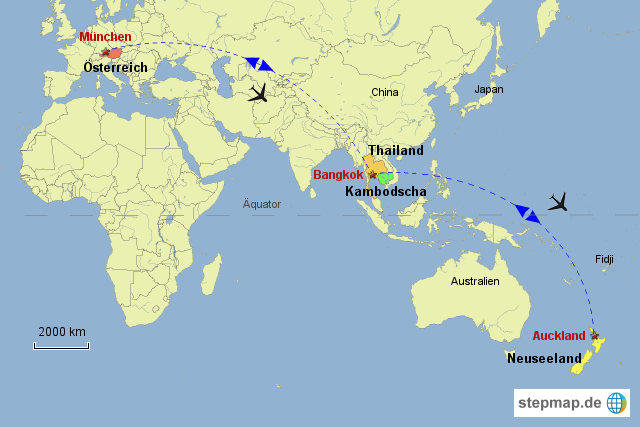 München
Österreich
China
Japan
Thailand
Bangkok
Kambodscha
Äquator
Fidji
Australien
2000 km
Auckland
Neuseeland
stepmap.de